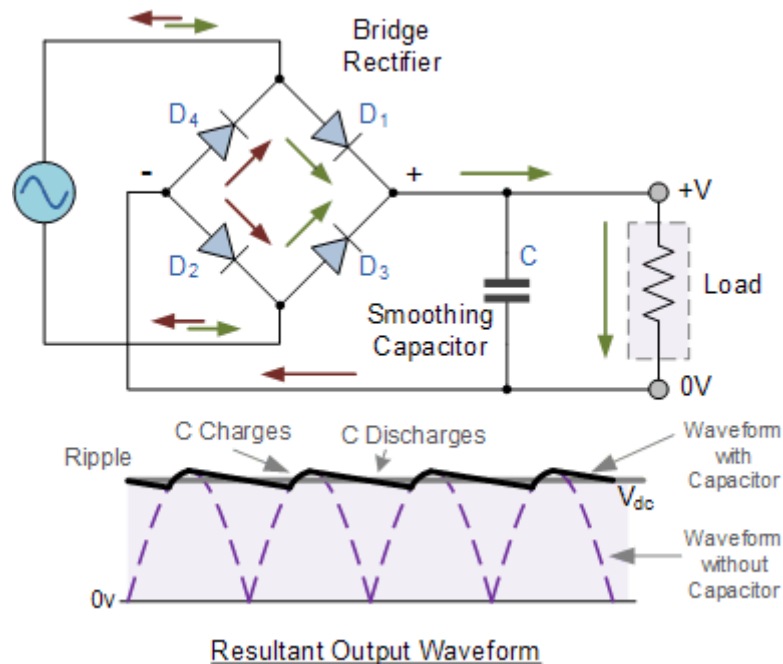 Bridge
Rectifier
D4
D1
-
+
+V
D2
D3
C
Load
Smoothing
Capacitor
0V
C Charges
C Discharges
Waveform
with
Capacitor
Ripple
Vdc
Waveform
without
Capacitor
0v
Resultant Output Waveform